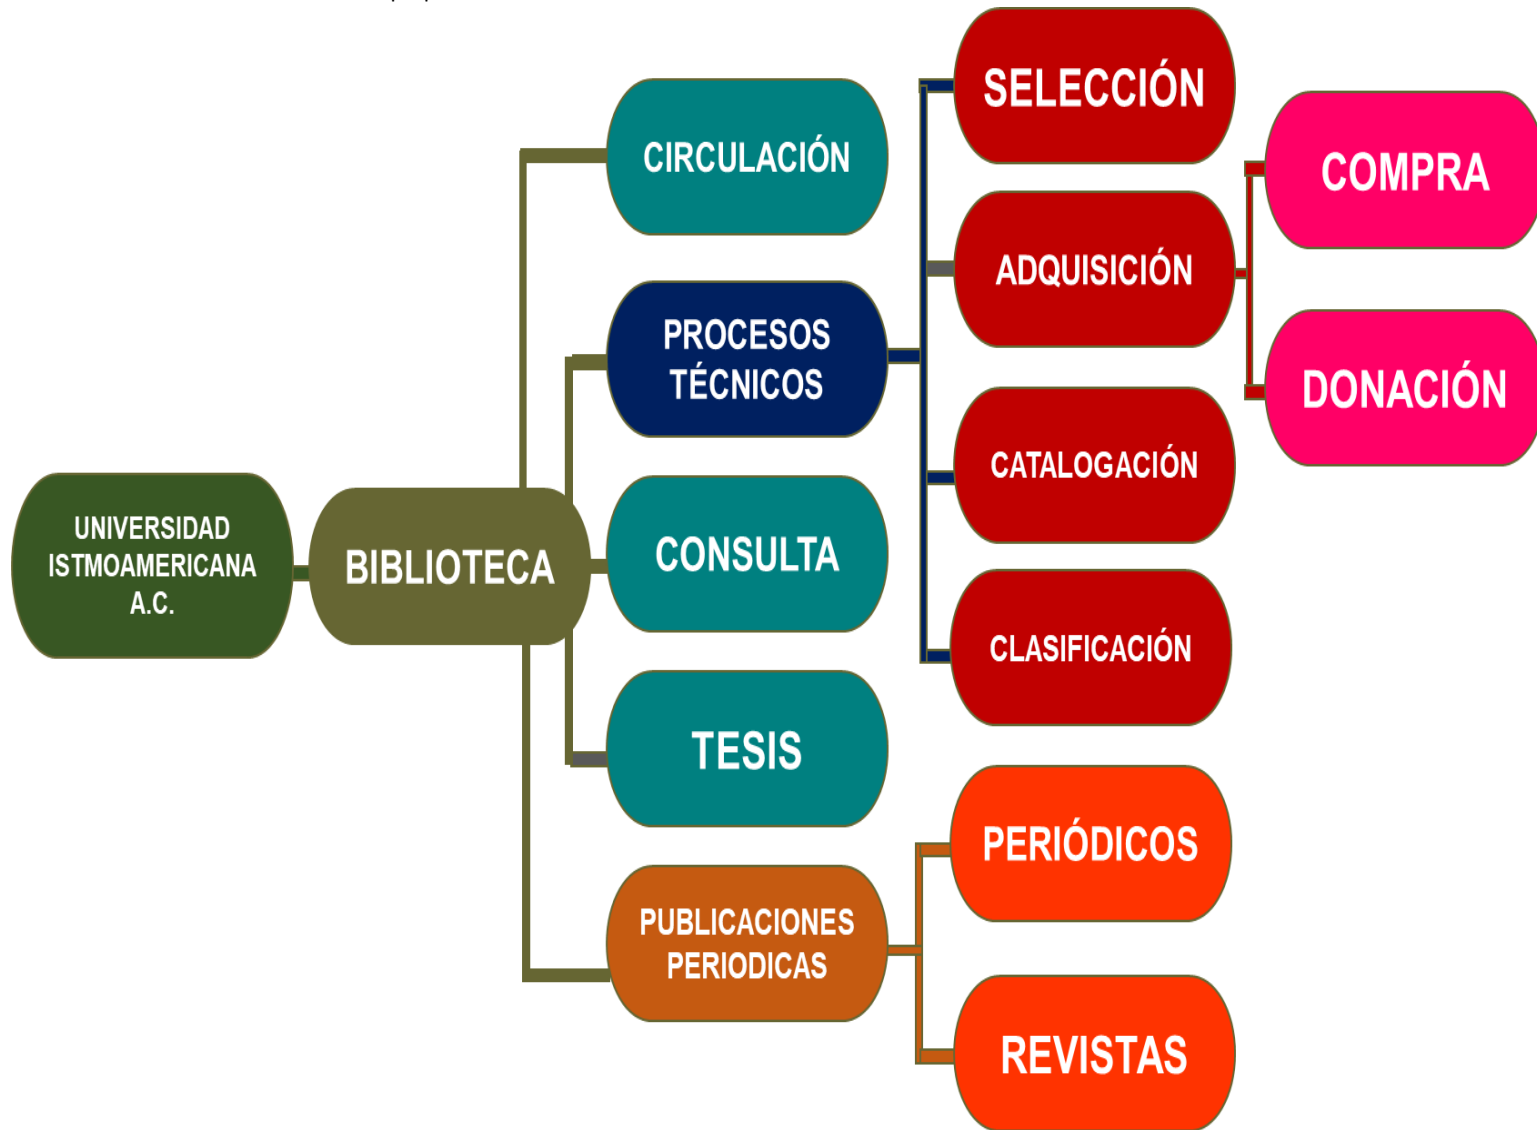 UNIVERSIDAD
ISTMOAMERICANA
A.C.
BIBLIOTECA
CIRCULACIÓN
PROCESOS
TÉCNICOS
CONSULTA
TESIS
PUBLICACIONES
PERIODICAS
SELECCIÓN
ADQUISICIÓN
CATALOGACIÓN
CLASIFICACIÓN
PERIÓDICOS
REVISTAS
COMPRA
DONACIÓN